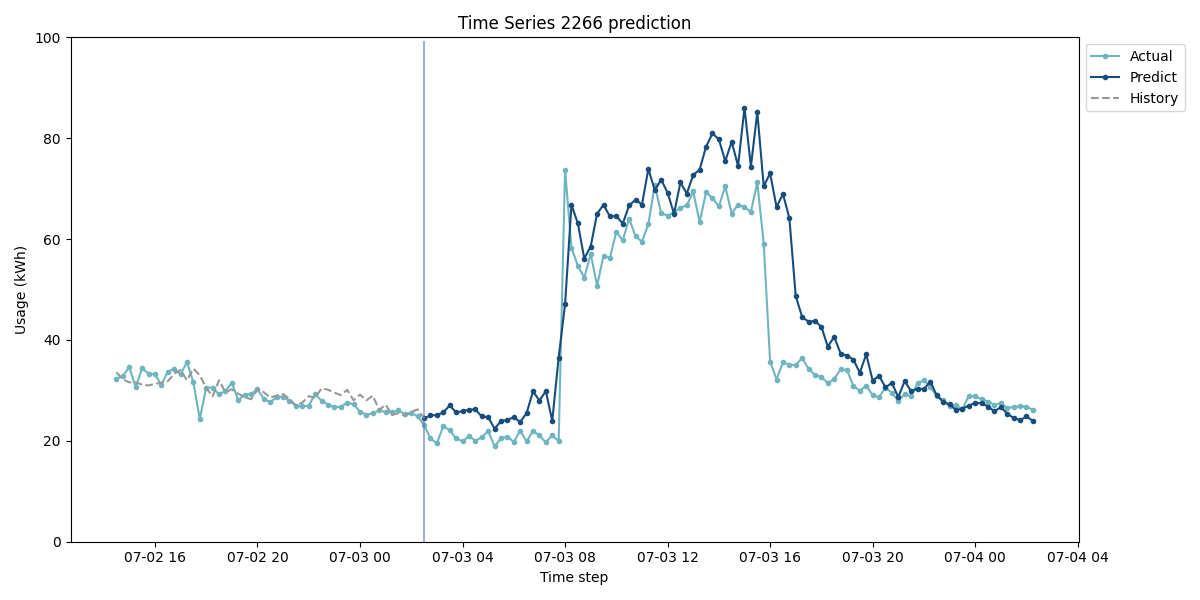 Time Series 2266 prediction
100
80
60
40
20
0
Usage (kWh)
07-02 16
07-02 20
07-03 00
07-03 04
07-03 08
07-03 12
07-03 16
07-03 20
07-04 00
07-04 04
Time step
Actual
Predict
History